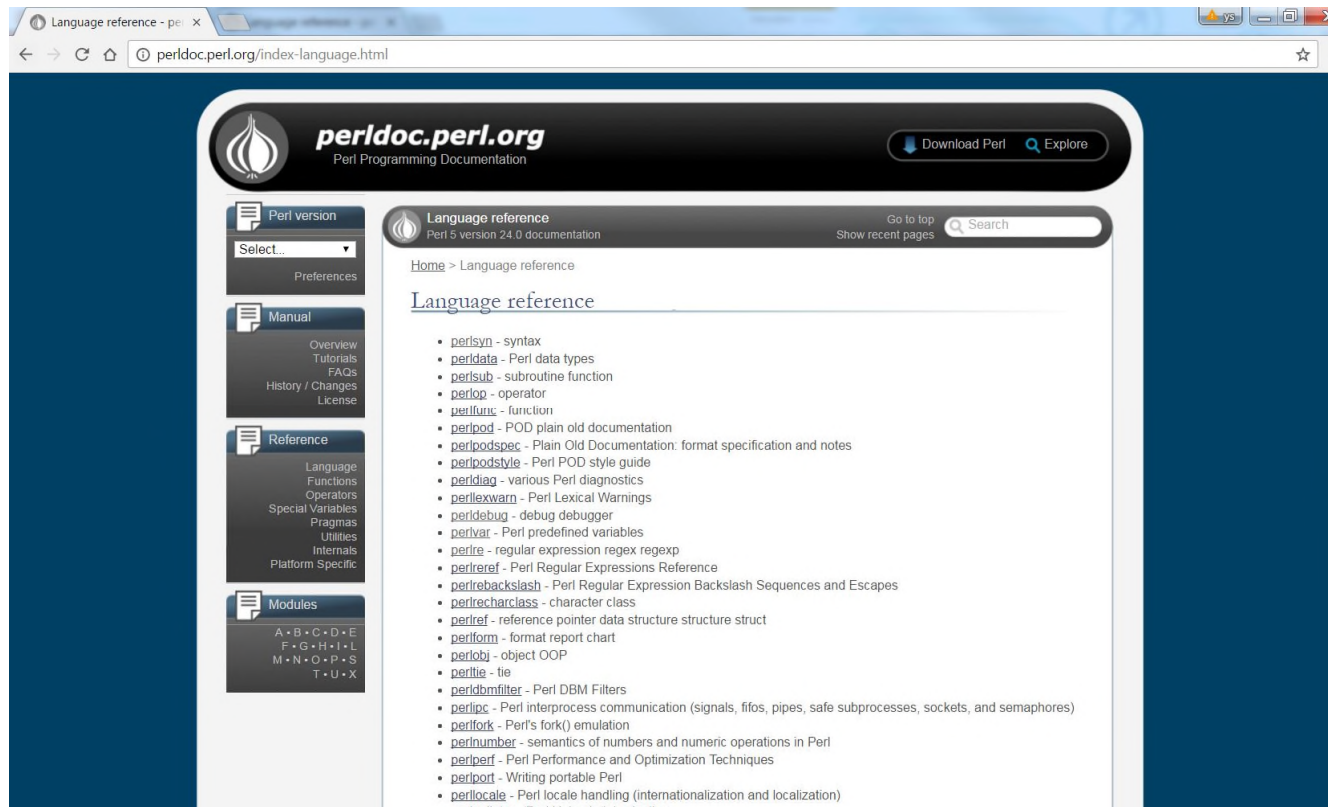 Language reference - per
ys
perldoc.perl.org/index-language.html
perldoc.perl.org
Perl Programming Documentation
Download Perl
Explore
Perl version
Select...
Preferences
Manual
Overview
Tutorials
FAQs
History / Changes
License
Reference
Language
Functions
Operators
Special Variables
Pragmas
Utilities
Internals
Platform Specific
Modules
A • B • C • D • E
F • G • H • I • L
M • N • O • P • S
T • U • X
Language reference
Perl 5 version 24.0 documentation
Go to top
Show recent pages
Search
Home > Language reference
Language reference
• perlsyn - syntax
• perldata - Perl data types
• perlsub - subroutine function
• perlop - operator
• perlfunc - function
• perlpod - POD plain old documentation
• perlpodspec - Plain Old Documentation: format specification and notes
• perlpodstyle - Perl POD style guide
• perldiag - various Perl diagnostics
• perllexwarn - Perl Lexical Warnings
• perldebug - debug debugger
• perlvar - Perl predefined variables
• perlre - regular expression regex regexp
• perlreref - Perl Regular Expressions Reference
• perlrebackslash - Perl Regular Expression Backslash Sequences and Escapes
• perlrecharclass - character class
• perlref - reference pointer data structure structure struct
• perlform - format report chart
• perlobj - object OOP
• perltie - tie
• perldbmfilter - Perl DBM Filters
• perlipc - Perl interprocess communication (signals, fifos, pipes, safe subprocesses, sockets, and semaphores)
• perlfork - Perl's fork() emulation
• perlnumber - semantics of numbers and numeric operations in Perl
• perlperf - Perl Performance and Optimization Techniques
• perlport - Writing portable Perl
• perllocale - Perl locale handling (internationalization and localization)